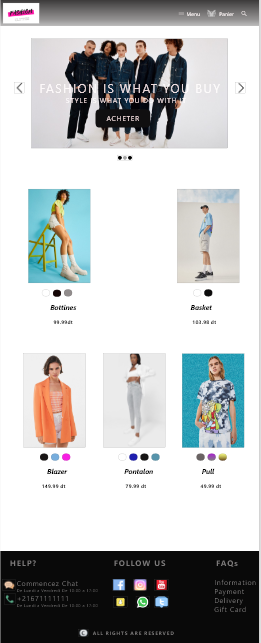 Menu
Panier
FASHION IS WHAT YOU BUY
STYLE IS WHAT YOU DO WITH IT
ACHETER
Bottines
99.99dt
Basket
103.98 dt
Blazer
149.99 dt
Pontalon
79.99 dt
Pull
49.99 dt
HELP?
FOLLOW US
FAQs
Commencez Chat
De Lundi a Vendredi De 10.00 a 17.00
+21671111111
De Lundi a Vendredi De 10.00 a 17.00
Information
Payment
Delivery
Gift Card
ALL RIGHTS ARE RESERVED